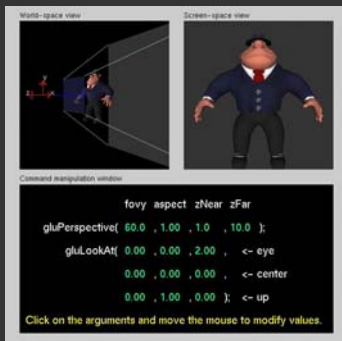 World-space view
Screen-space view
y
z
x
Command manipulation window
fovy aspect zNear zFar
gluPerspective( 60.0 , 1.00 , 1.0 , 10.0 );
gluLookAt( 0.00 , 0.00 , 2.00 , <- eye
0.00 , 0.00 , 0.00 , <- center
0.00 , 1.00 , 0.00 ); <- up
Click on the arguments and move the mouse to modify values.